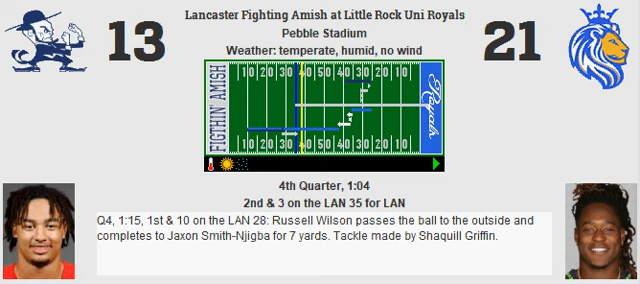 Lancaster Fighting Amish at Little Rock Uni Royals
13
21
Pebble Stadium
Weather: temperate, humid, no wind
FIGTHIN' AMISH
10 20 30 40 40 30 20 10
Royals
10 20 30 40 40 30 20 10
4th Quarter, 1:04
2nd & 3 on the LAN 35 for LAN
Q4, 1:15, 1st & 10 on the LAN 28: Russell Wilson passes the ball to the outside and
completes to Jaxon Smith-Njigba for 7 yards. Tackle made by Shaquill Griffin.